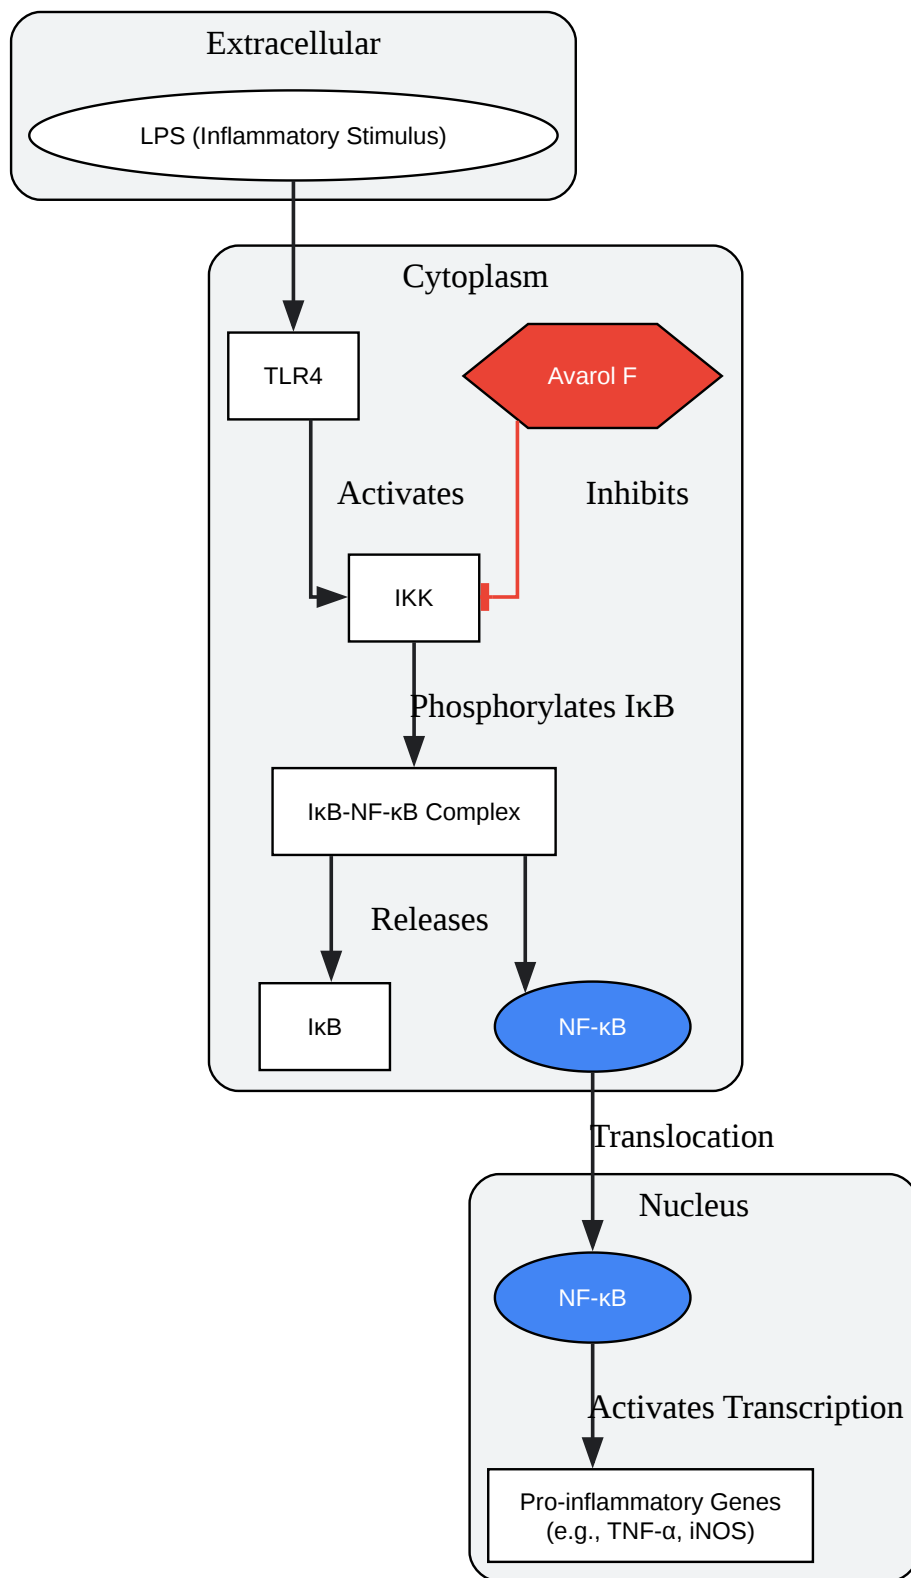 Extracellular
LPS (Inflammatory Stimulus)
Cytoplasm
TLR4
Avarol F
Activates
Inhibits
IKK
Phosphorylates IκB
IκB-NF-κB Complex
Releases
IκB
NF-κB
Translocation
Nucleus
NF-κB
Activates Transcription
Pro-inflammatory Genes
(e.g., TNF-α, iNOS)